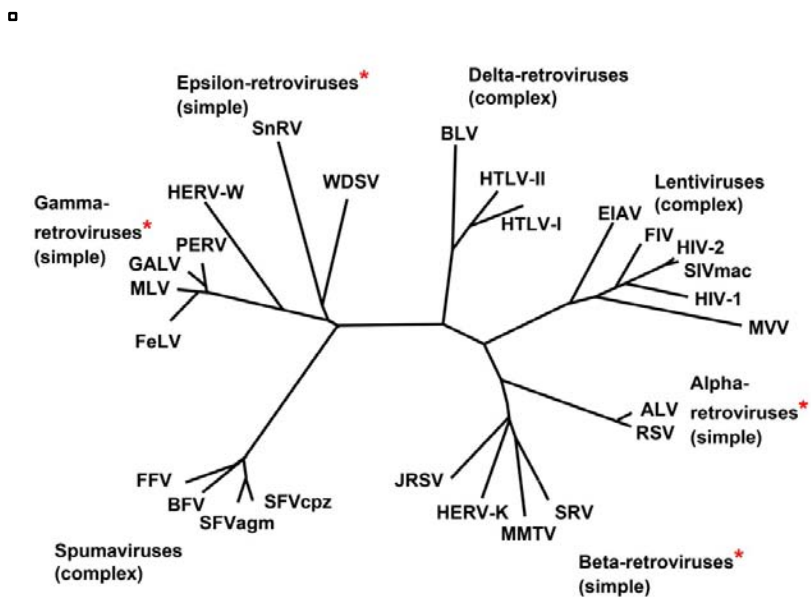 Epsilon-retroviruses*
(simple)
SnRV
WDSV
HERV-W
Gamma-
retroviruses*
(simple)
PERV
GALV
MLV
FeLV
Delta-retroviruses
(complex)
BLV
HTLV-II
HTLV-I
Lentiviruses
(complex)
EIAV
FIV
HIV-2
SIVmac
HIV-1
MVV
Alpha-
retroviruses*
(simple)
ALV
RSV
JRSV
HERV-K
MMTV
SRV
Beta-retroviruses*
(simple)
FFV
BFV
SFVagm
SFVcpz
Spumaviruses
(complex)